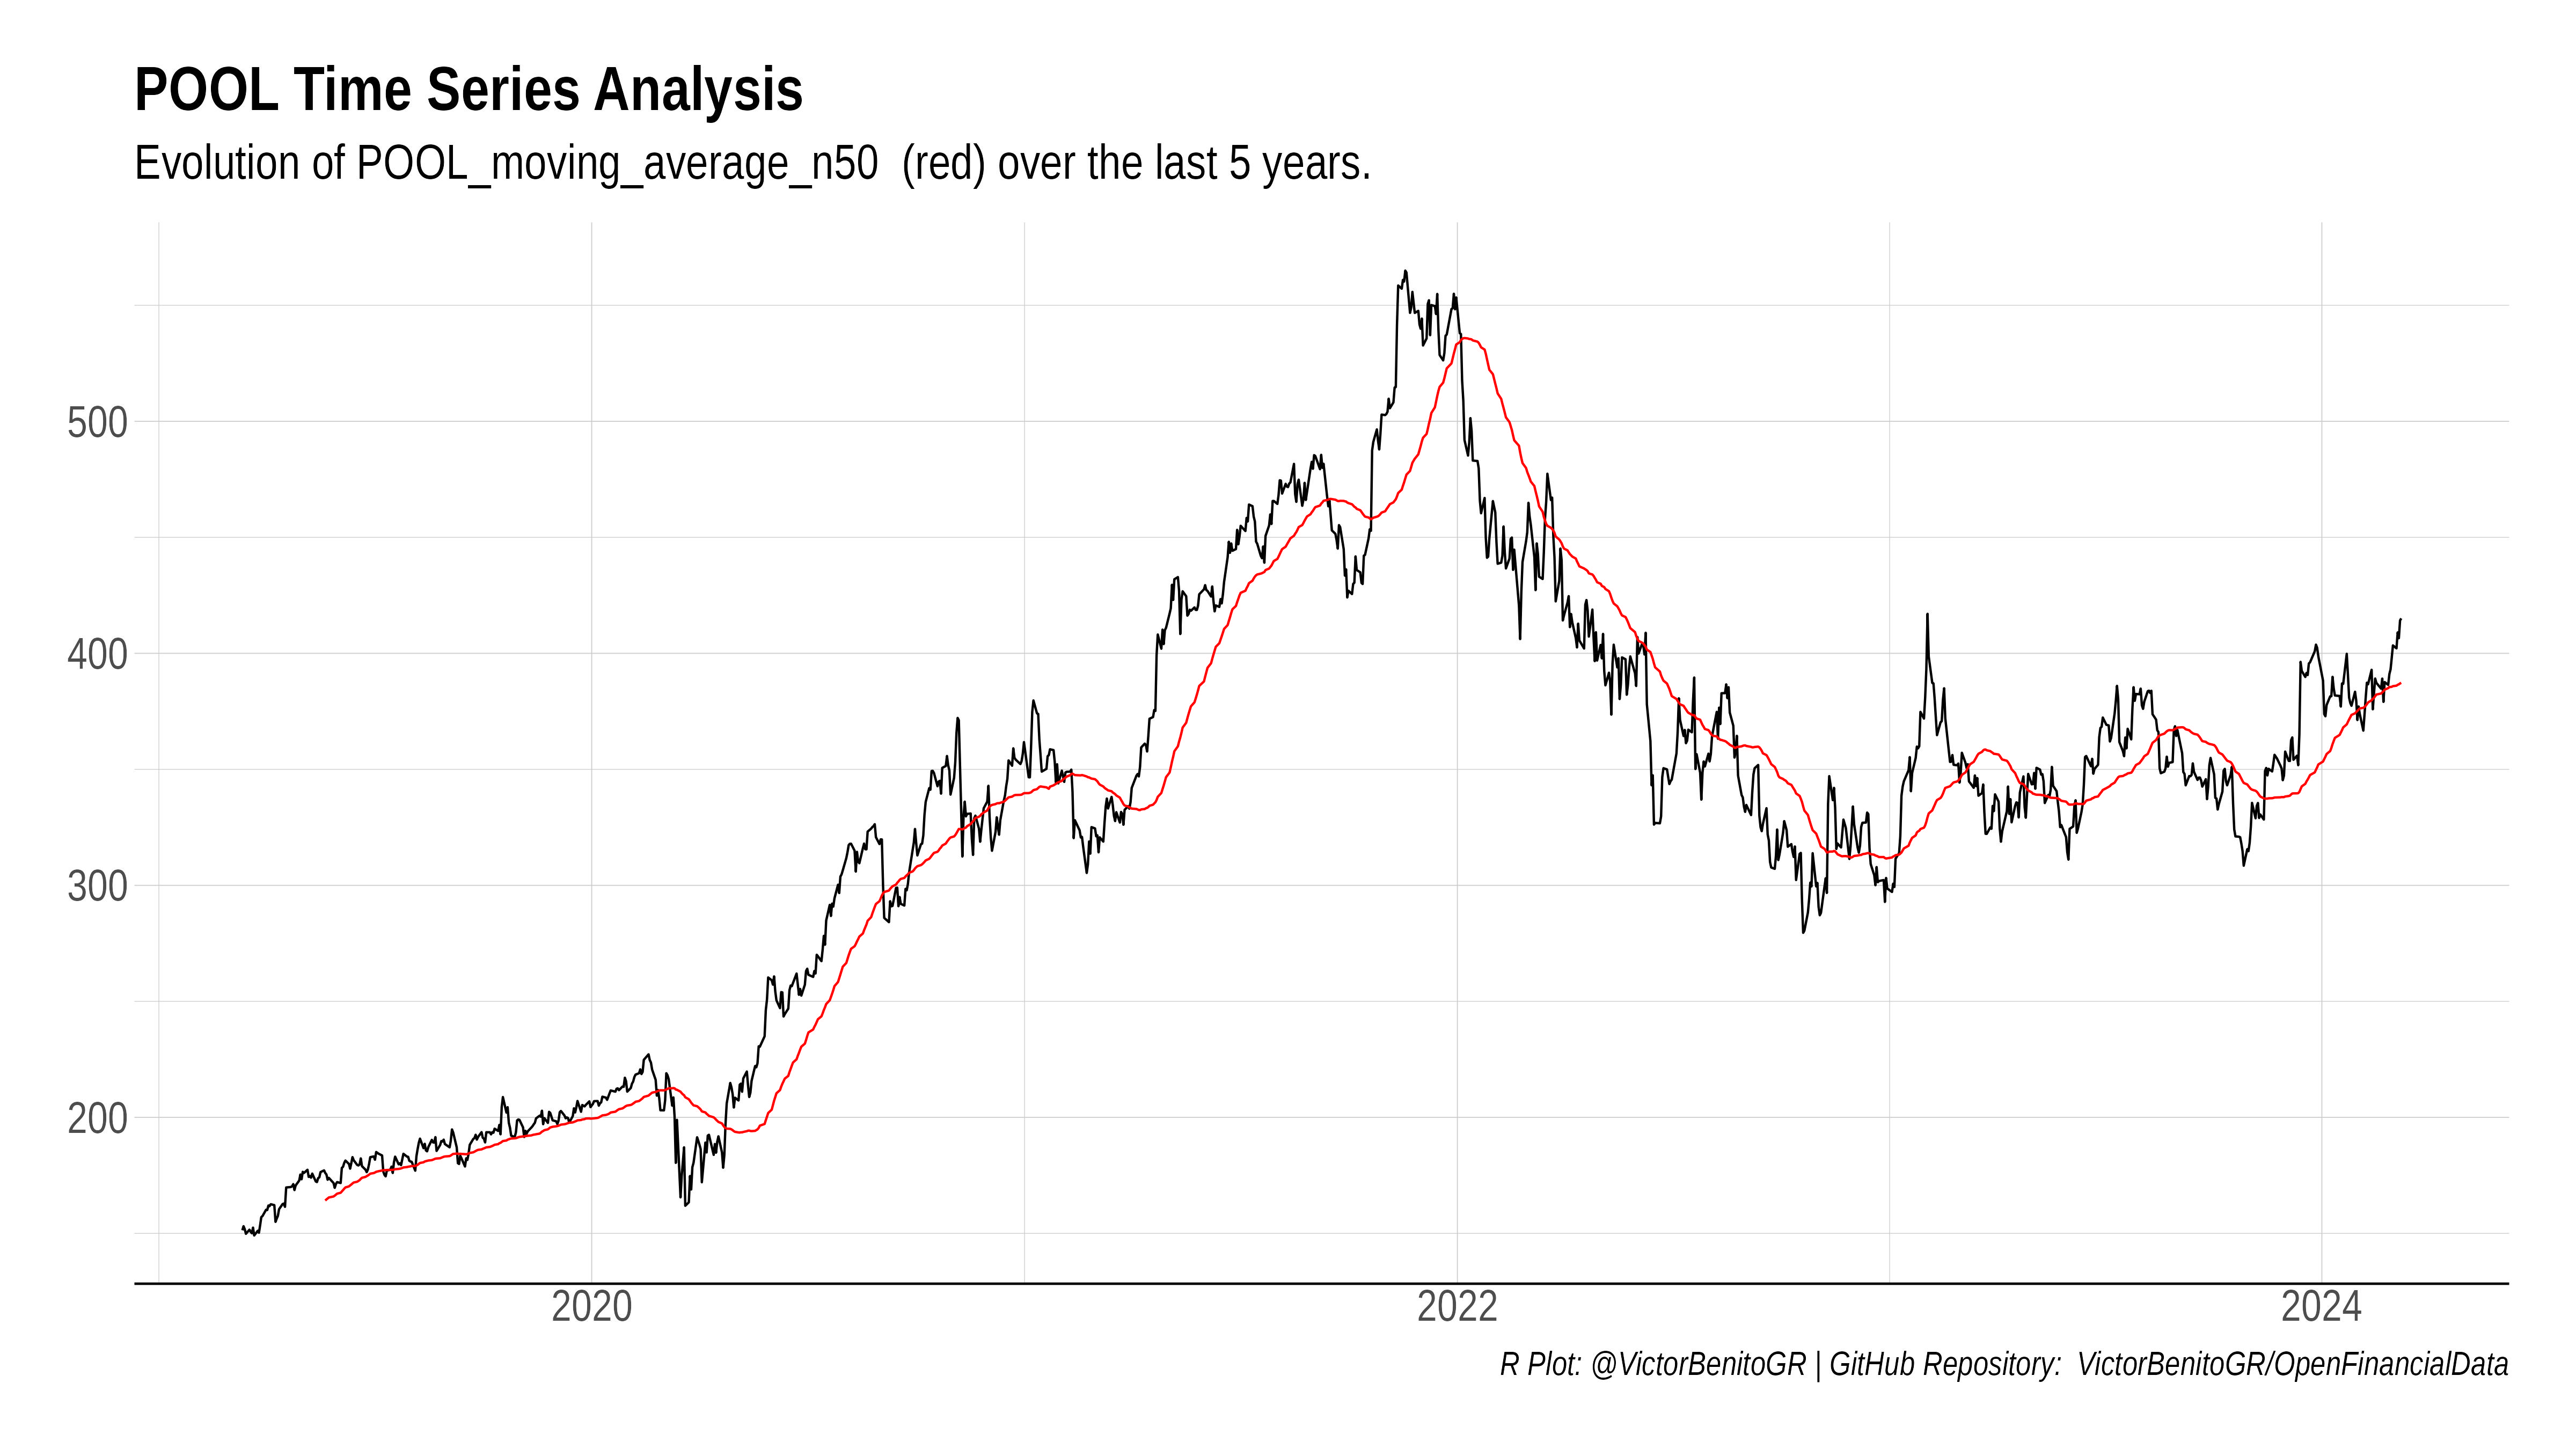 POOL Time Series Analysis
Evolution of POOL_moving_average_n50  (red) over the last 5 years.
500
400
300
200
2020 2022 2024
R Plot: @VictorBenitoGR | GitHub Repository:  VictorBenitoGR/OpenFinancialData